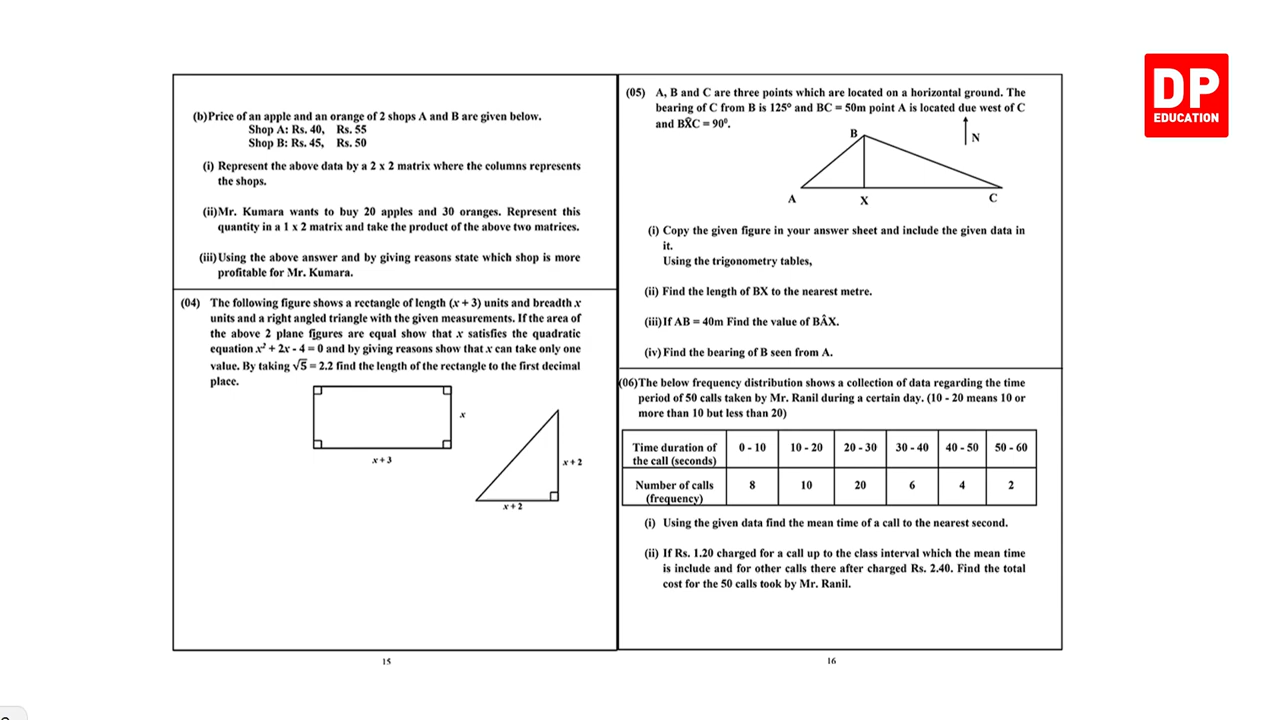 (b)Price of an apple and an orange of 2 shops A and B are given below.
Shop A: Rs. 40, Rs. 55
Shop B: Rs. 45, Rs. 50
(i) Represent the above data by a 2 x 2 matrix where the columns represents
the shops.
(ii)Mr. Kumara wants to buy 20 apples and 30 oranges. Represent this
quantity in a 1 x 2 matrix and take the product of the above two matrices.
(iii)Using the above answer and by giving reasons state which shop is more
profitable for Mr. Kumara.
(04) The following figure shows a rectangle of length (x + 3) units and breadth x
units and a right angled triangle with the given measurements. If the area of
the above 2 plane figures are equal show that x satisfies the quadratic
equation x² + 2x - 4 = 0 and by giving reasons show that x can take only one
value. By taking √5 = 2.2 find the length of the rectangle to the first decimal
place.
x
x + 3
x + 2
x + 2
15
(05) A, B and C are three points which are located on a horizontal ground. The
bearing of C from B is 125⁰ and BC = 50m point A is located due west of C
and BX̂C = 90⁰.
N
B
A
X
C
(i) Copy the given figure in your answer sheet and include the given data in
it.
Using the trigonometry tables,
(ii) Find the length of BX to the nearest metre.
(iii)If AB = 40m Find the value of BÂX.
(iv)Find the bearing of B seen from A.
(06)The below frequency distribution shows a collection of data regarding the time
period of 50 calls taken by Mr. Ranil during a certain day. (10 - 20 means 10 or
more than 10 but less than 20)
Time duration of the call (seconds) 0 - 10 10 - 20 20 - 30 30 - 40 40 - 50 50 - 60
Number of calls (frequency) 8 10 20 6 4 2
(i) Using the given data find the mean time of a call to the nearest second.
(ii) If Rs. 1.20 charged for a call up to the class interval which the mean time
is include and for other calls there after charged Rs. 2.40. Find the total
cost for the 50 calls took by Mr. Ranil.
16
DP
EDUCATION